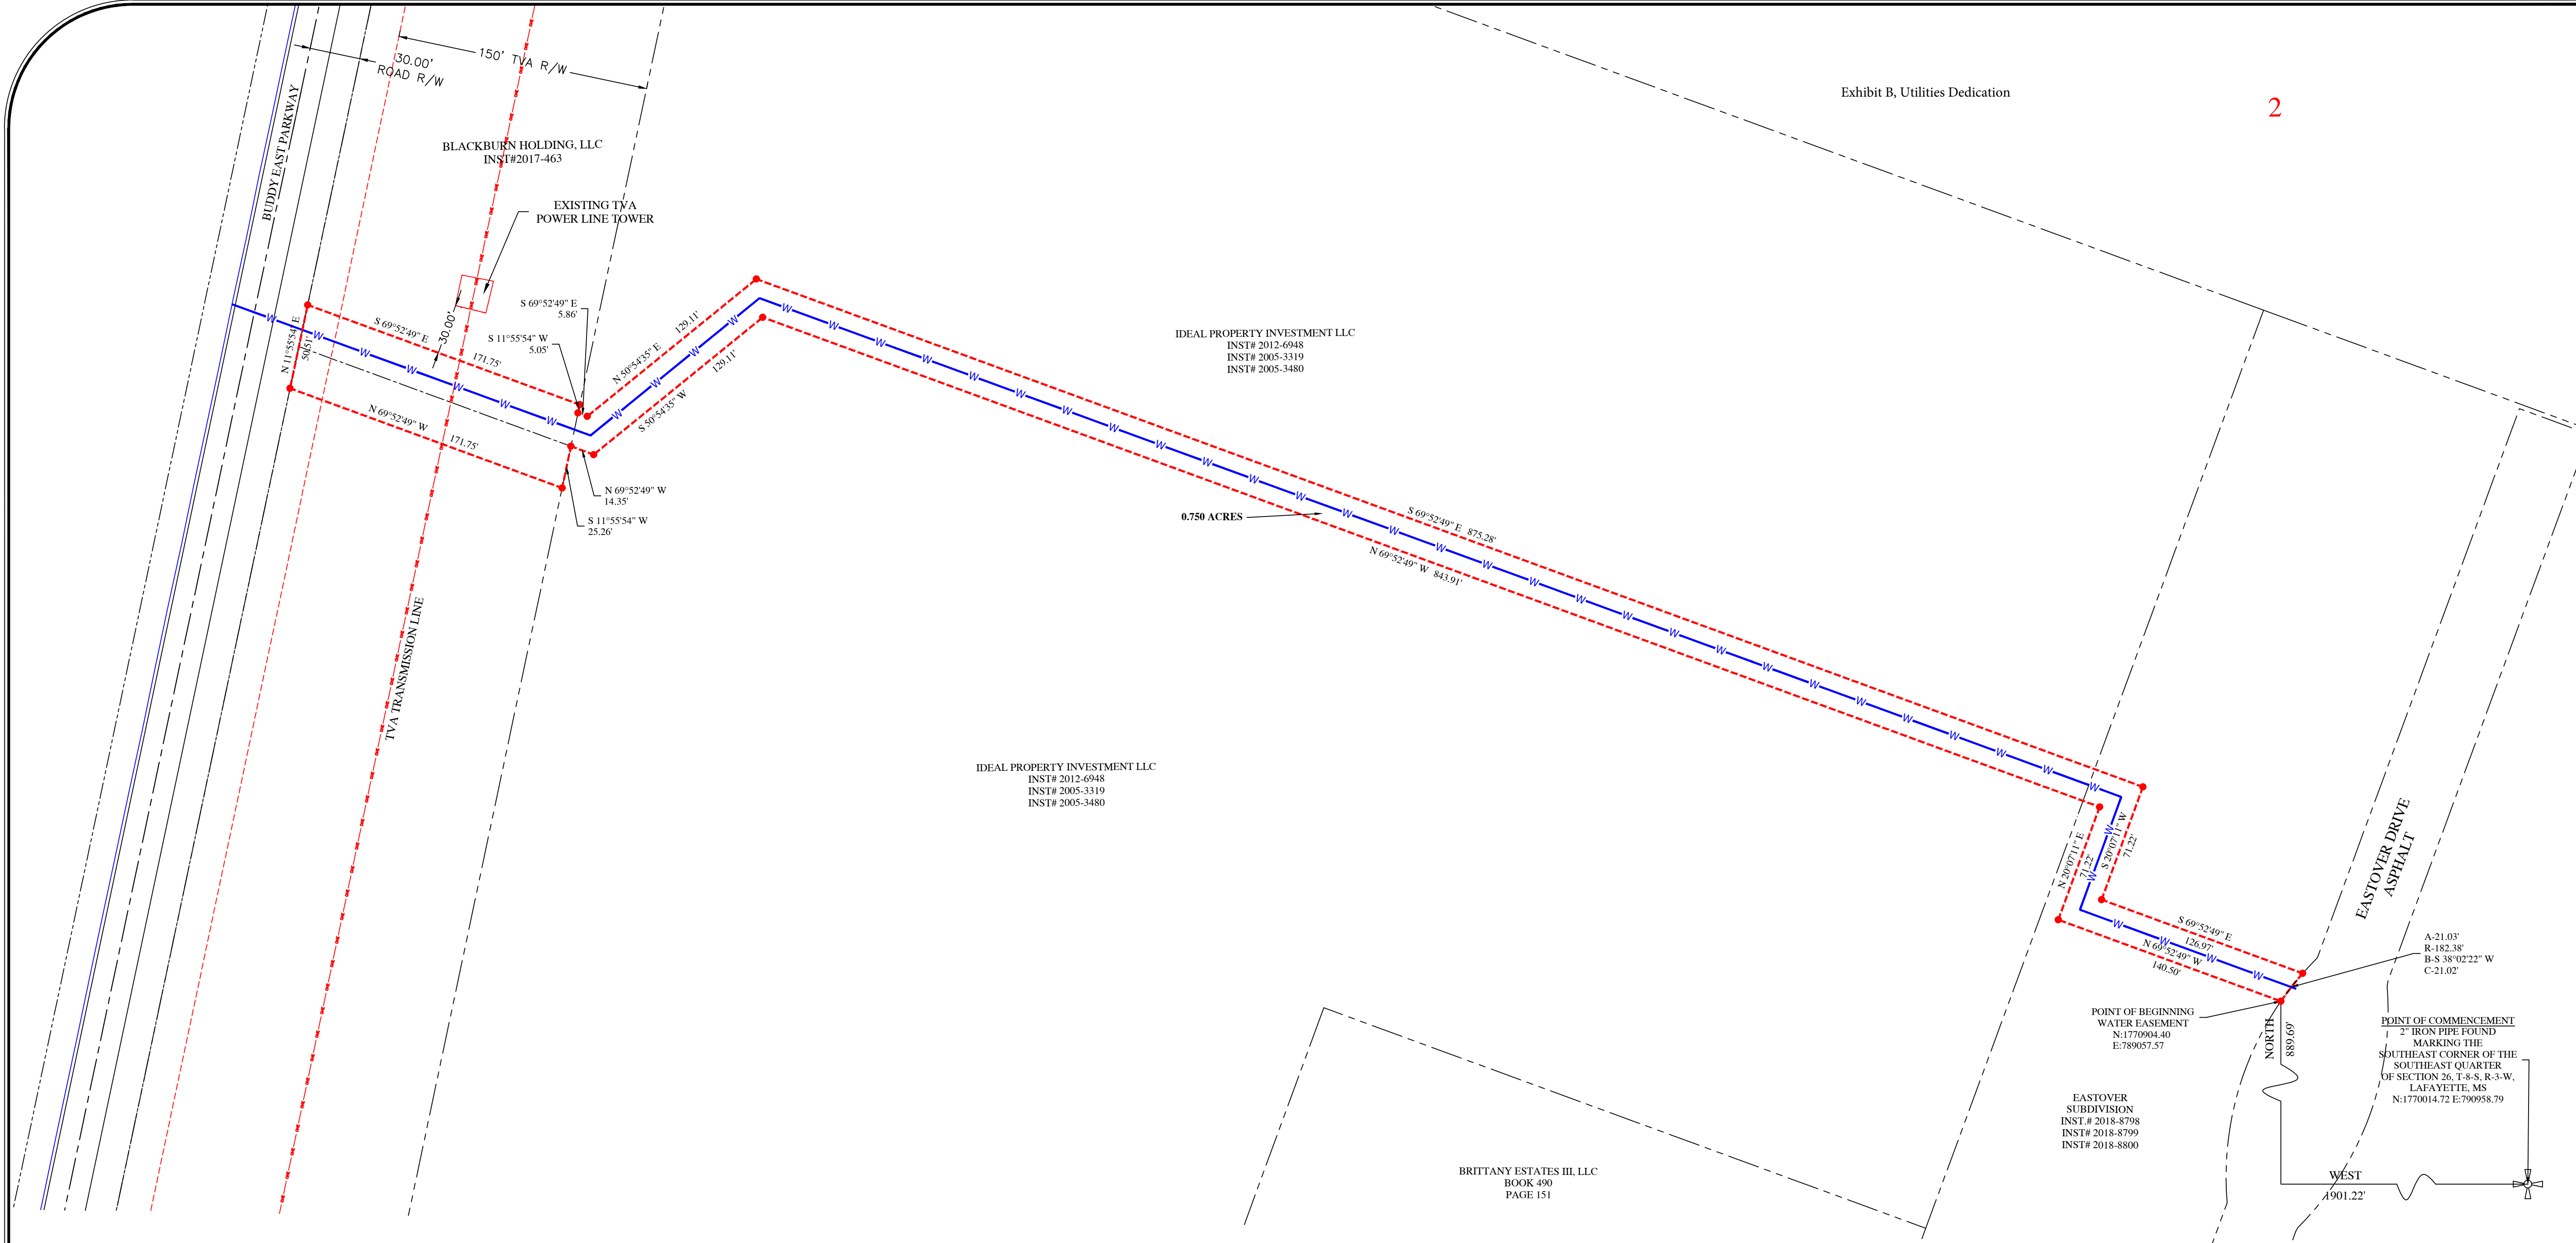 30.00'
ROAD R/W
150' TVA R/W
Exhibit B, Utilities Dedication
2
BUDDY EAST PARKWAY
BLACKBURN HOLDING, LLC
INST#2017-463
EXISTING TVA
POWER LINE TOWER
30.00'
S 69°52'49" E
171.75'
N 11°55'54" E
50.51'
N 69°52'49" W
171.75'
S 69°52'49" E
5.86'
S 11°55'54" W
5.05'
N 50°54'35" E
129.11'
S 50°54'35" W
129.11'
N 69°52'49" W
14.35'
S 11°55'54" W
25.26'
TVA TRANSMISSION LINE
IDEAL PROPERTY INVESTMENT LLC
INST# 2012-6948
INST# 2005-3319
INST# 2005-3480
0.750 ACRES
S 69°52'49" E 875.28'
N 69°52'49" W 843.91'
IDEAL PROPERTY INVESTMENT LLC
INST# 2012-6948
INST# 2005-3319
INST# 2005-3480
N 20°07'11" E
71.22'
S 20°07'11" W
71.22'
S 69°52'49" E
126.97'
N 69°52'49" W
140.50'
EASTOVER DRIVE
ASPHALT
A-21.03'
R-182.38'
B-S 38°02'22" W
C-21.02'
POINT OF BEGINNING
WATER EASEMENT
N:1770904.40
E:789057.57
NORTH
889.69'
POINT OF COMMENCEMENT
2" IRON PIPE FOUND
MARKING THE
SOUTHEAST CORNER OF THE
SOUTHEAST QUARTER
OF SECTION 26, T-8-S, R-3-W,
LAFAYETTE, MS
N:1770014.72 E:790958.79
EASTOVER
SUBDIVISION
INST.# 2018-8798
INST# 2018-8799
INST# 2018-8800
WEST
1901.22'
BRITTANY ESTATES III, LLC
BOOK 490
PAGE 151